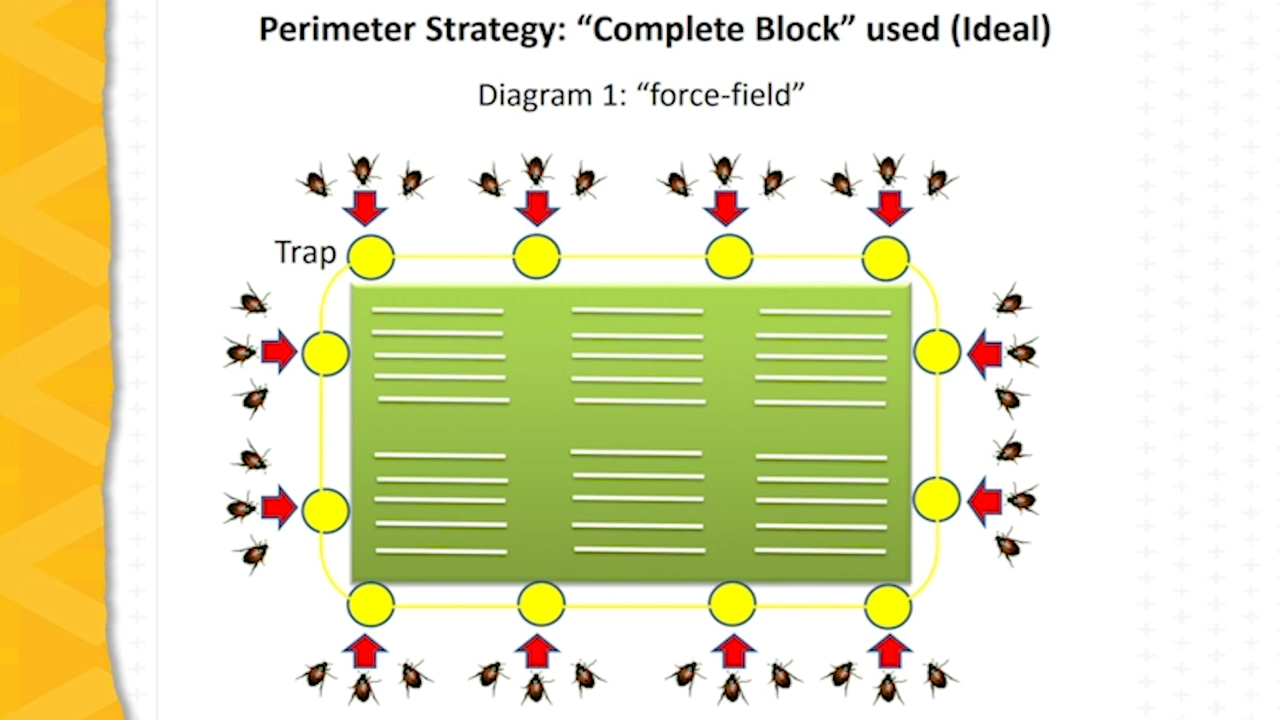 Perimeter Strategy: “Complete Block” used (Ideal)
Diagram 1: “force-field”
Trap